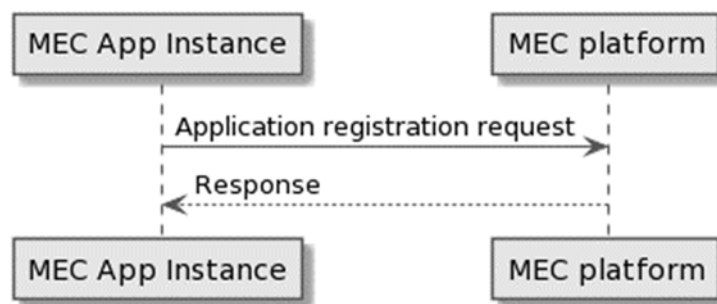 MEC App Instance
MEC platform
Application registration request
Response
MEC App Instance
MEC platform